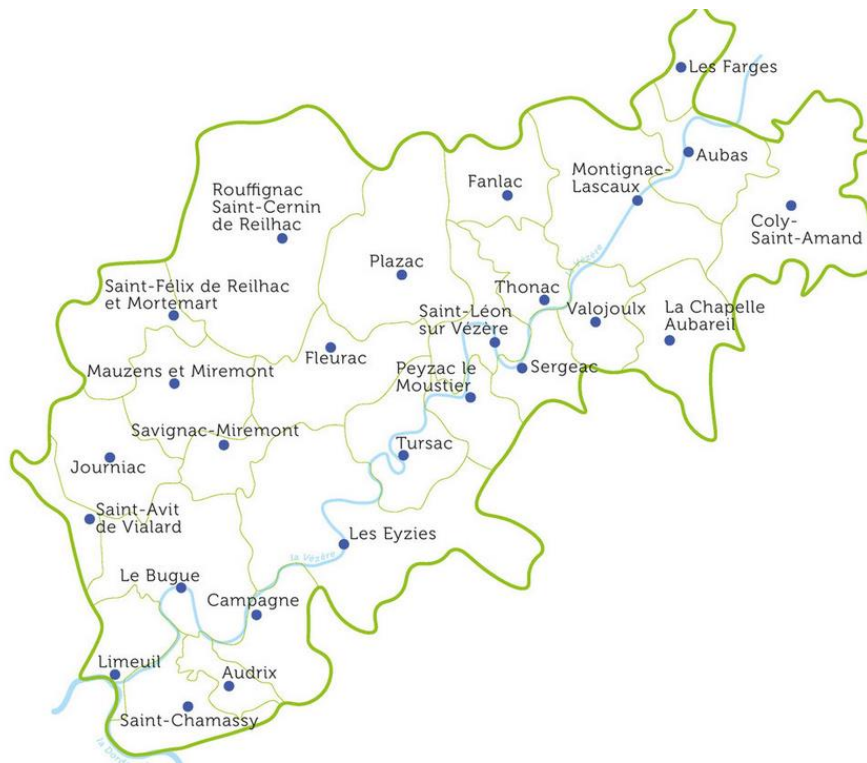 Les Farges
Aubas
Fanlac
Montignac-
Lascaux
Rouffignac
Saint-Cernin
de Reilhac
Coly-
Saint-Amand
la Vézère
Plazac
Saint-Félix de Reilhac
et Mortemart
Thonac
Saint-Léon
sur Vézère
Valojoulx
La Chapelle
Aubareil
Fleurac
Mauzens et Miremont
Peyzac le
Moustier
Sergeac
Savignac-Miremont
Tursac
Journiac
Saint-Avit
de Vialard
Les Eyzies
la Vézère
Le Bugue
Campagne
Limeuil
Audrix
Saint-Chamassy